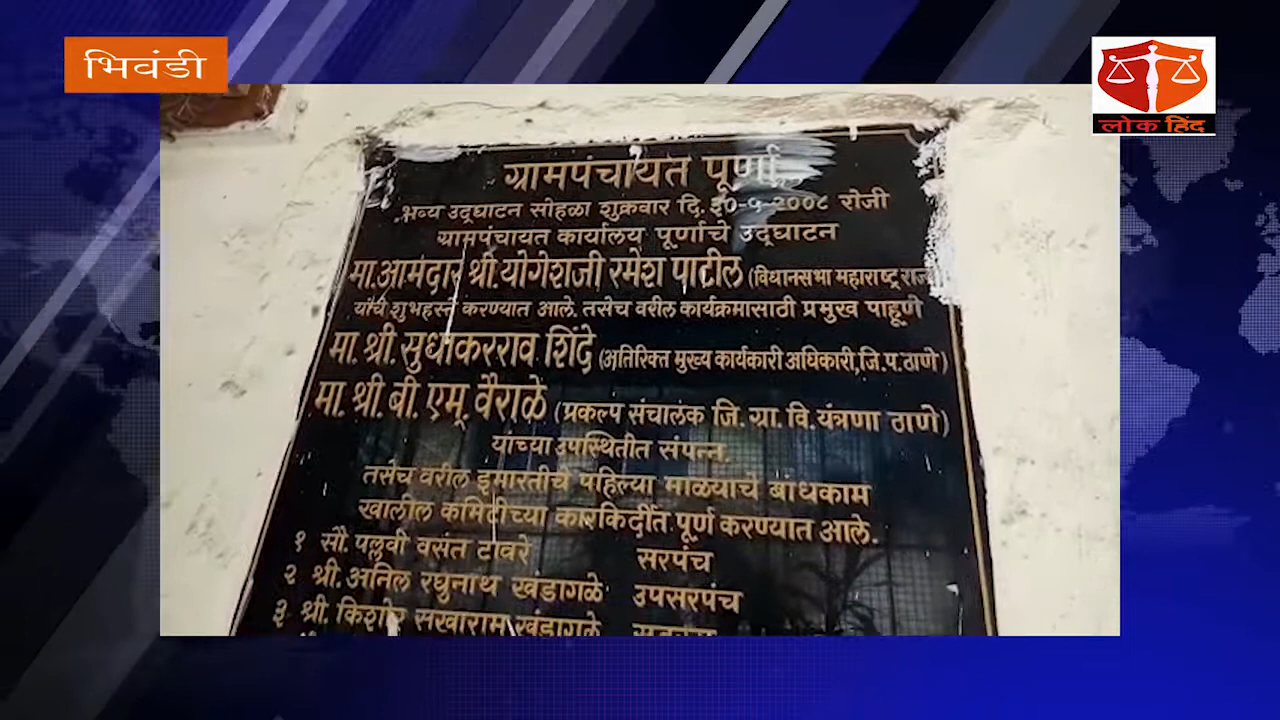 भिवंडी
लोक हिंद
ग्रामपंचायत पूर्णा
भव्य उद्घाटन सोहळा शुक्रवार दि. ३०-५-२००८ रोजी
ग्रामपंचायत कार्यालय पूर्णाचे उद्घाटन
मा. आमदार श्री. योगेशजी रमेश पाटील (विधानसभा महाराष्ट्र राज्य
यांचे शुभहस्ते करण्यात आले. तसेच वरील कार्यक्रमासाठी प्रमुख पाहूणे
मा. श्री. सुधाकरराव शिंदे (अतिरिक्त मुख्य कार्यकारी अधिकारी, जि. प. ठाणे)
मा. श्री. बी. एम. वैराळे (प्रकल्प संचालक जि. ग्रा. वि. यंत्रणा ठाणे)
यांच्या उपस्थितीत संपन्न.
तसेच वरील इमारतीचे पहिल्या माळयाचे बांधकाम
खालील कमिटीच्या कारकिर्दीत पूर्ण करण्यात आले.
१ सौ. पल्लवी वसंत टावरे सरपंच
२ श्री. अनिल रघुनाथ खंडागळे उपसरपंच
३ श्री. किशोर सखाराम खंडागळे